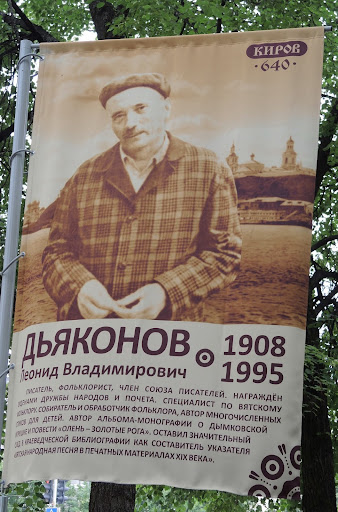 КИРОВ
640
ДЬЯКОНОВ
Леонид Владимирович
1908
1995
ПИСАТЕЛЬ, ФОЛЬКЛОРИСТ, ЧЛЕН СОЮЗА ПИСАТЕЛЕЙ. НАГРАЖДЁН
ДРУЖБЫ НАРОДОВ И ПОЧЕТА. СПЕЦИАЛИСТ ПО ВЯТСКОМУ
СОБИРАТЕЛЬ И ОБРАБОТЧИК ФОЛЬКЛОРА, АВТОР МНОГОЧИСЛЕННЫХ
ДЛЯ ДЕТЕЙ. АВТОР АЛЬБОМА-МОНОГРАФИИ О ДЫМКОВСКОЙ
И ПОВЕСТИ «ОЛЕНЬ – ЗОЛОТЫЕ РОГА». ОСТАВИЛ ЗНАЧИТЕЛЬНЫЙ
КРАЕВЕДЧЕСКОЙ БИБЛИОГРАФИИ КАК СОСТАВИТЕЛЬ УКАЗАТЕЛЯ
НАРОДНАЯ ПЕСНЯ В ПЕЧАТНЫХ МАТЕРИАЛАХ XIX ВЕКА».